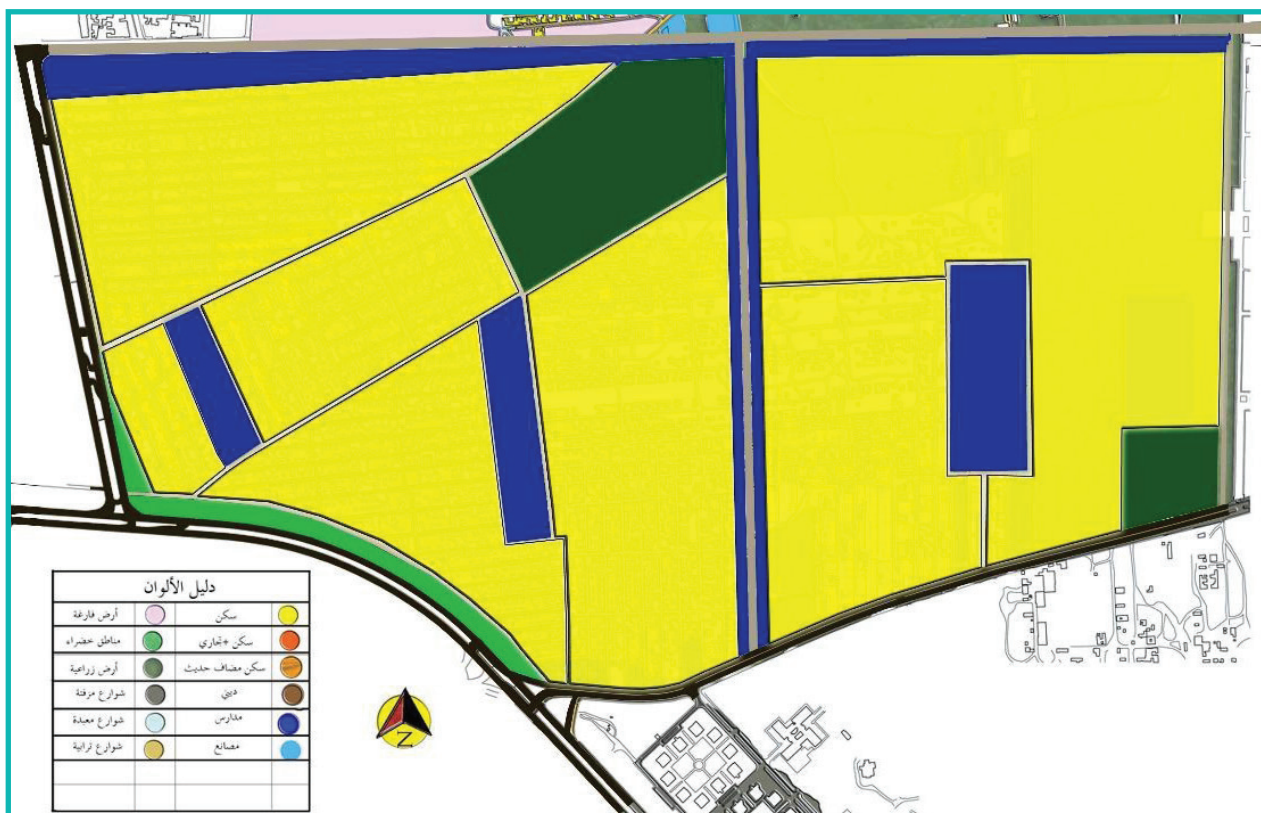 دليل الألوان
سكن أرض فارغة
سكن +تجاري مناطق خضراء
سكن مضاف حديث أرض زراعية
ديني شوارع مزفتة
مدارس شوارع معبدة
مصانع شوارع ترابية
Z